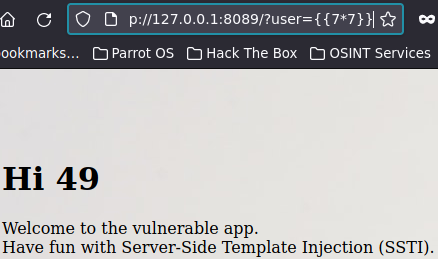 p://127.0.0.1:8089/?user={{7*7}}
ookmarks... Parrot OS Hack The Box OSINT Services
Hi 49
Welcome to the vulnerable app.
Have fun with Server-Side Template Injection (SSTI).